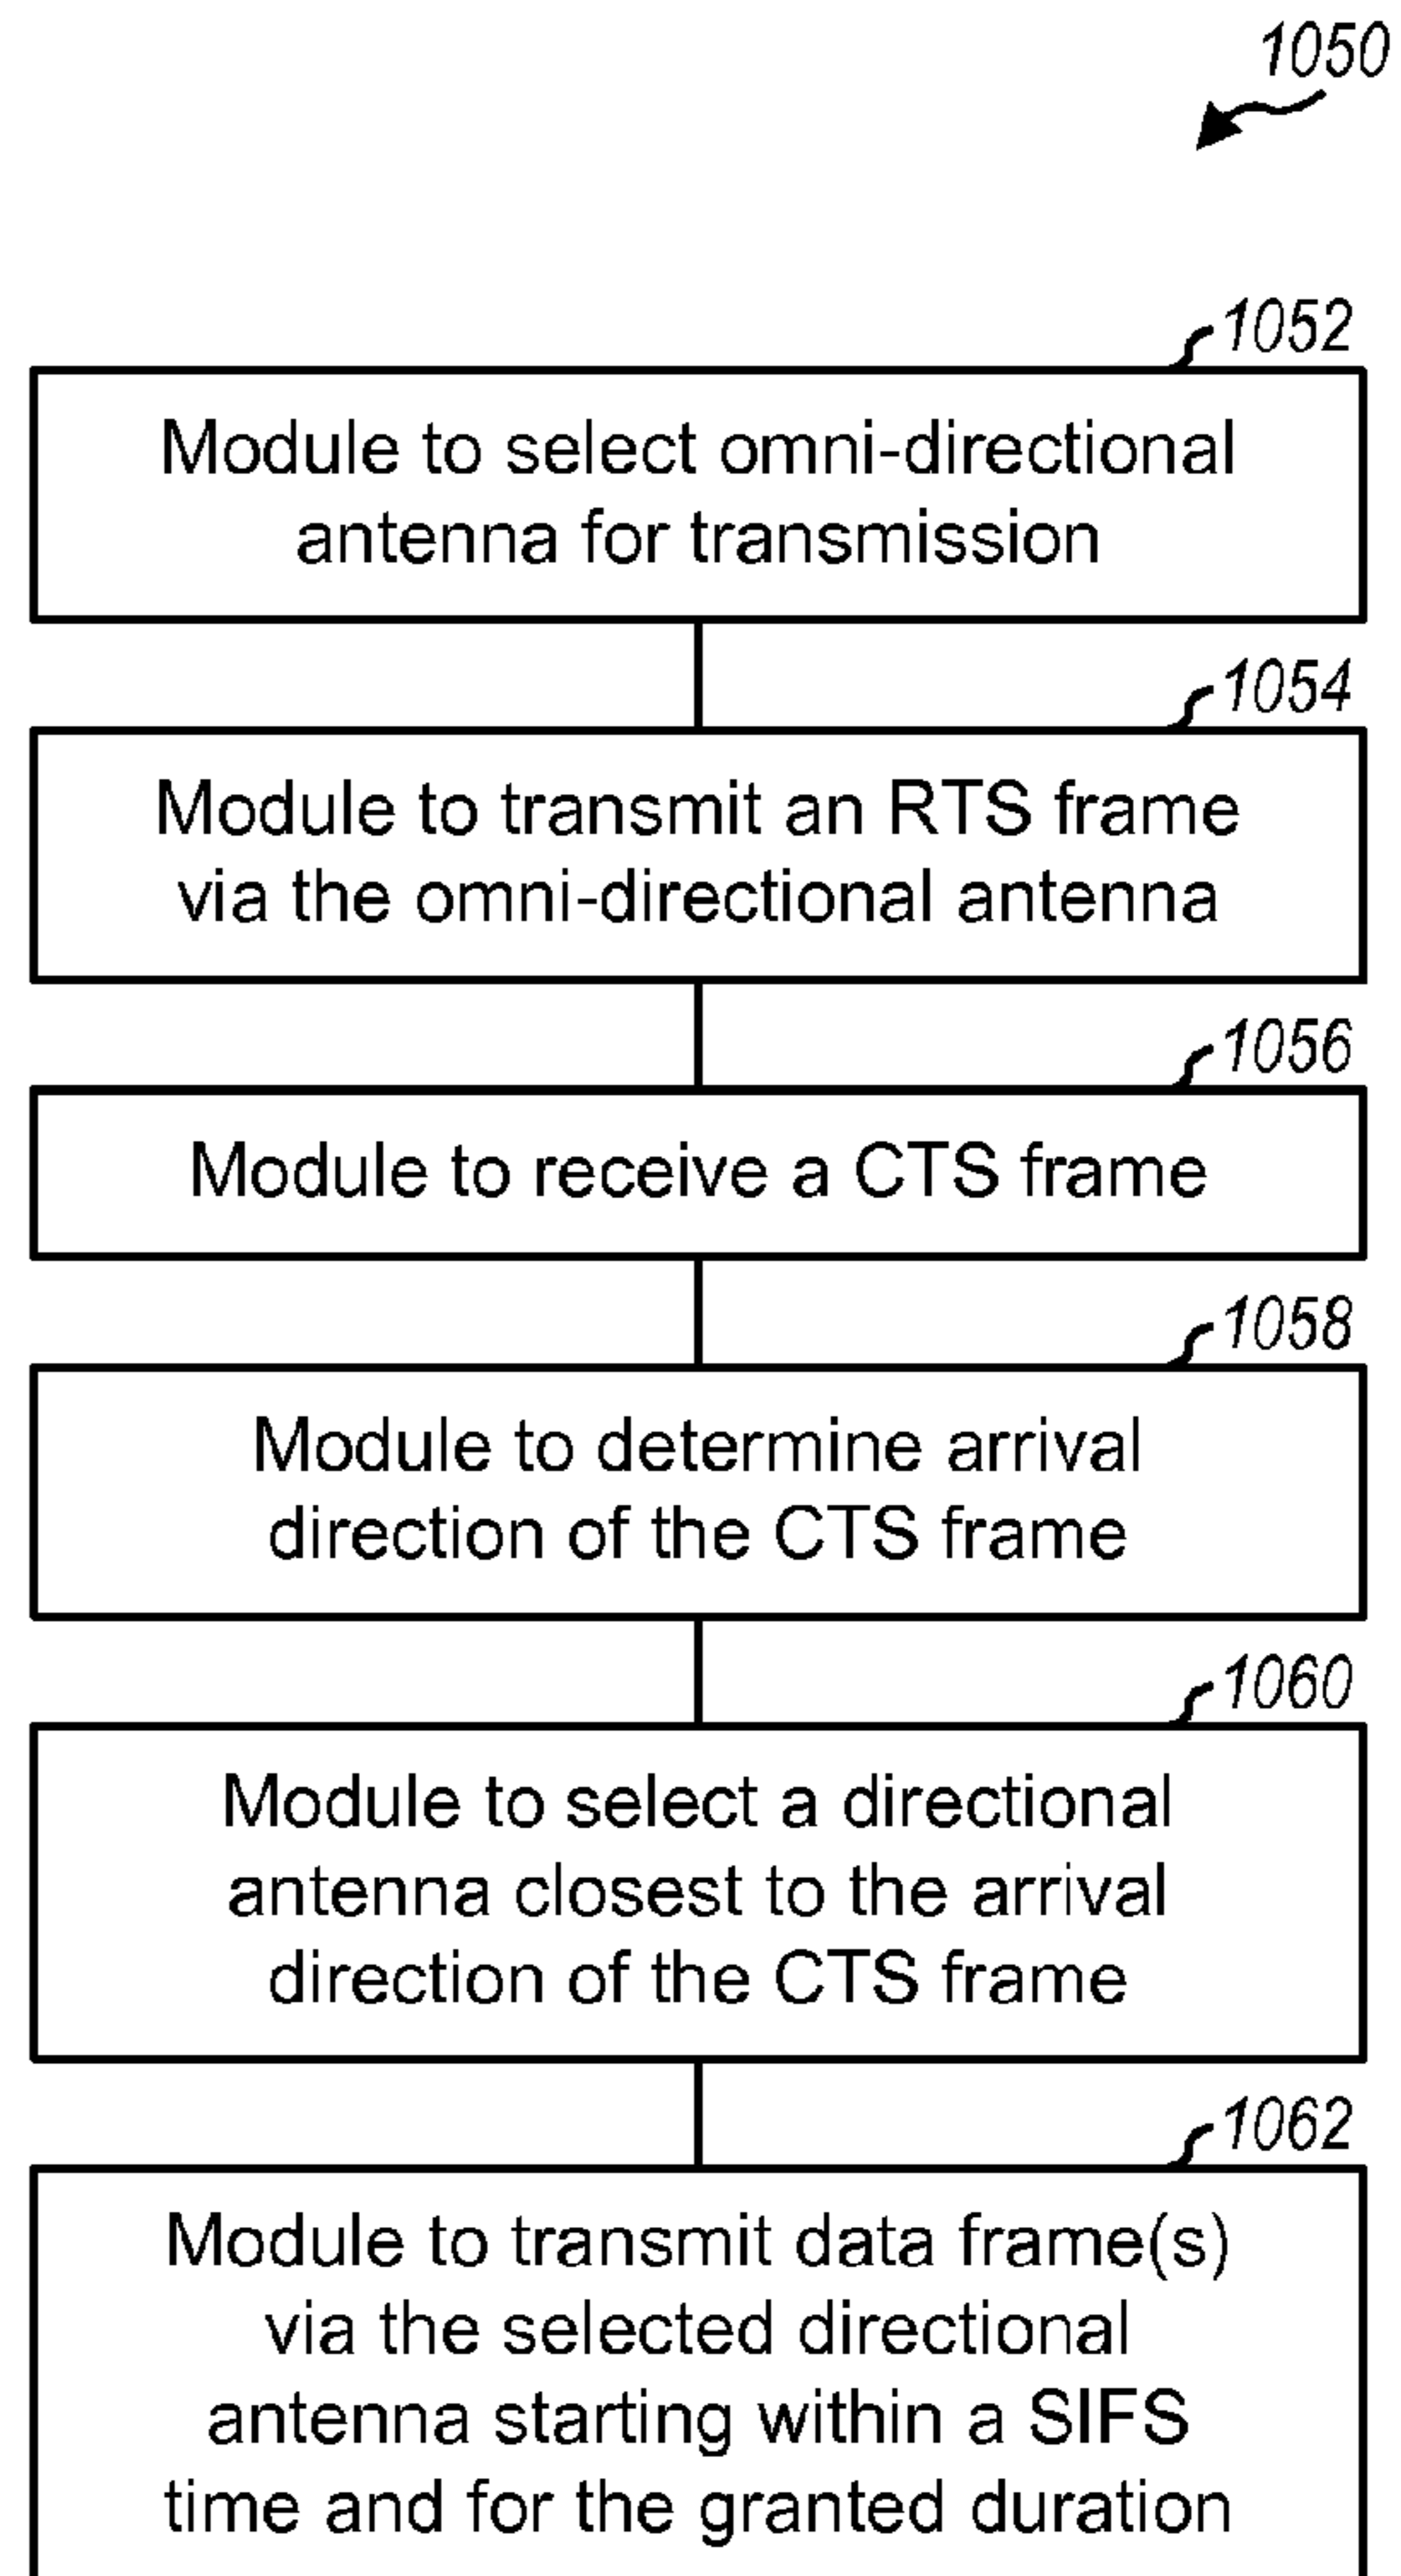 1050
1052
Module to select omni-directional
antenna for transmission
1054
Module to transmit an RTS frame
via the omni-directional antenna
1056
Module to receive a CTS frame
1058
Module to determine arrival
direction of the CTS frame
1060
Module to select a directional
antenna closest to the arrival
direction of the CTS frame
1062
Module to transmit data frame(s)
via the selected directional
antenna starting within a SIFS
time and for the granted duration